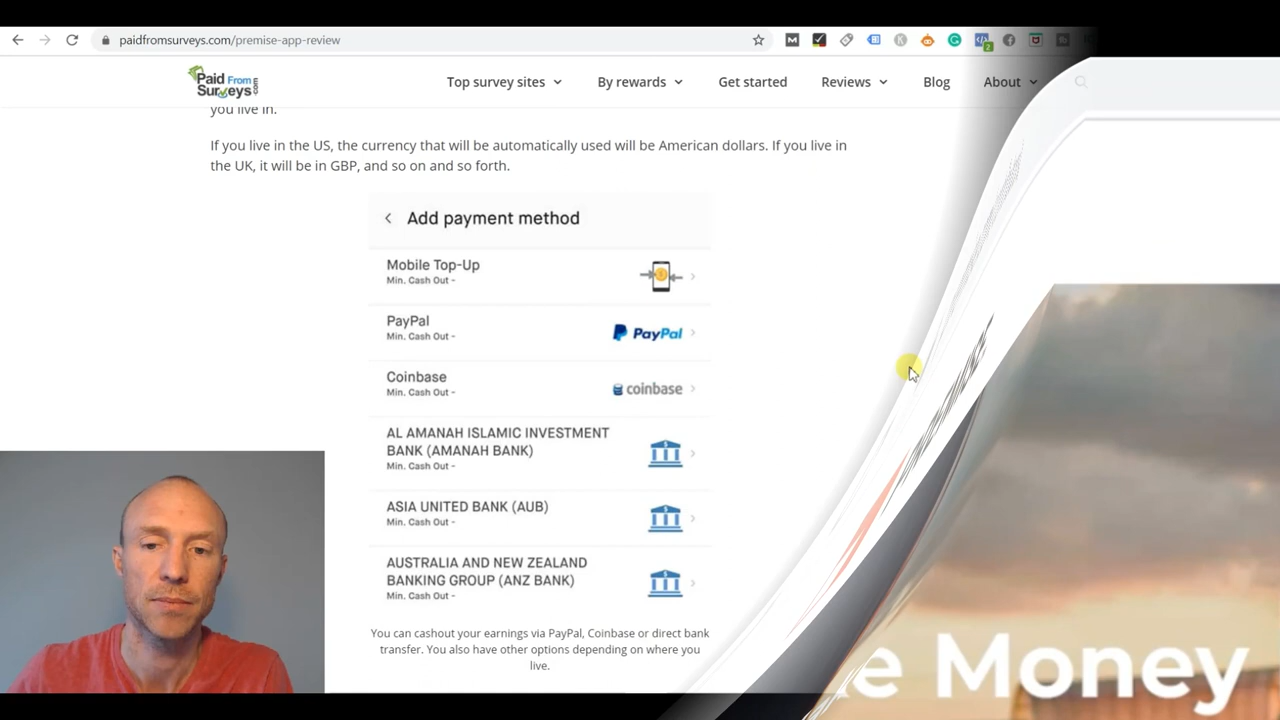 paidfromsurveys.com/premise-app-review
2
Paid From
Surveys
.com
Top survey sites
By rewards
Get started
Reviews
Blog
About
you live in.
If you live in the US, the currency that will be automatically used will be American dollars. If you live in
the UK, it will be in GBP, and so on and so forth.
Add payment method
Mobile Top-Up
Min. Cash Out -
PayPal
Min. Cash Out -
PayPal
Coinbase
Min. Cash Out -
coinbase
AL AMANAH ISLAMIC INVESTMENT
BANK (AMANAH BANK)
Min. Cash Out -
ASIA UNITED BANK (AUB)
Min. Cash Out -
AUSTRALIA AND NEW ZEALAND
BANKING GROUP (ANZ BANK)
Min. Cash Out -
You can cashout your earnings via PayPal, Coinbase or direct bank
transfer. You also have other options depending on where you
live.
e Money